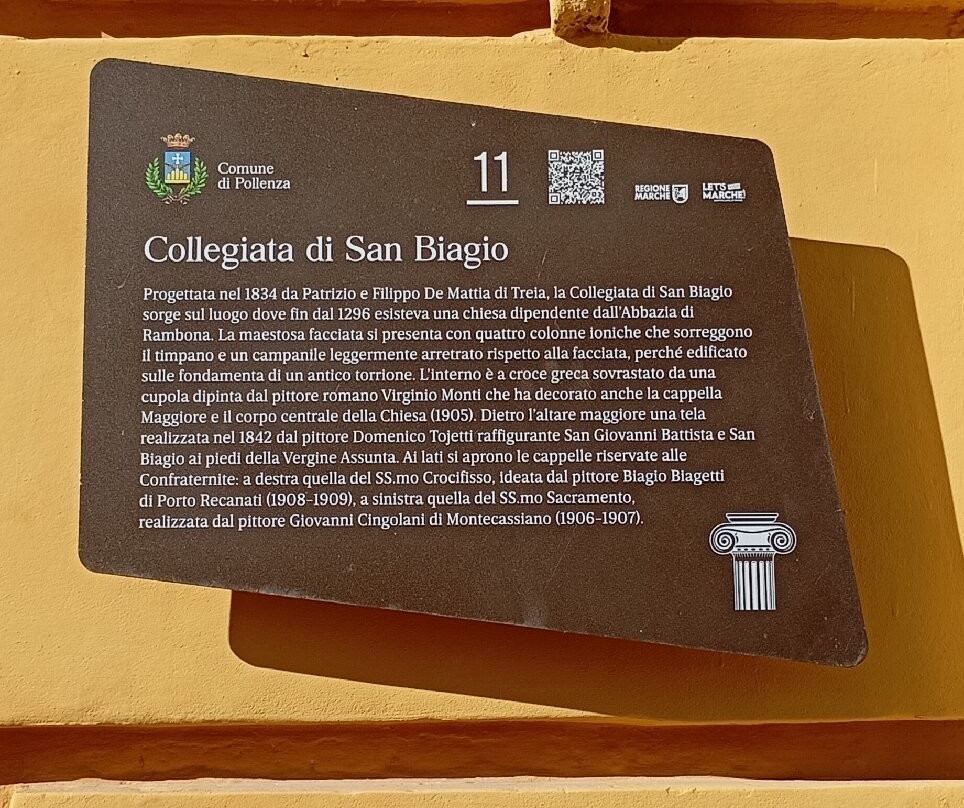 Comune
di Pollenza
11
REGIONE
MARCHE
LET'S
MARCHE!
Collegiata di San Biagio
Progettata nel 1834 da Patrizio e Filippo De Mattia di Treia, la Collegiata di San Biagio
sorge sul luogo dove fin dal 1296 esisteva una chiesa dipendente dall'Abbazia di
Rambona. La maestosa facciata si presenta con quattro colonne ioniche che sorreggono
il timpano e un campanile leggermente arretrato rispetto alla facciata, perché edificato
sulle fondamenta di un antico torrione. L'interno è a croce greca sovrastato da una
cupola dipinta dal pittore romano Virginio Monti che ha decorato anche la cappella
Maggiore e il corpo centrale della Chiesa (1905). Dietro l'altare maggiore una tela
realizzata nel 1842 dal pittore Domenico Tojetti raffigurante San Giovanni Battista e San
Biagio ai piedi della Vergine Assunta. Ai lati si aprono le cappelle riservate alle
Confraternite: a destra quella del SS.mo Crocifisso, ideata dal pittore Biagio Biagetti
di Porto Recanati (1908-1909), a sinistra quella del SS.mo Sacramento,
realizzata dal pittore Giovanni Cingolani di Montecassiano (1906-1907).